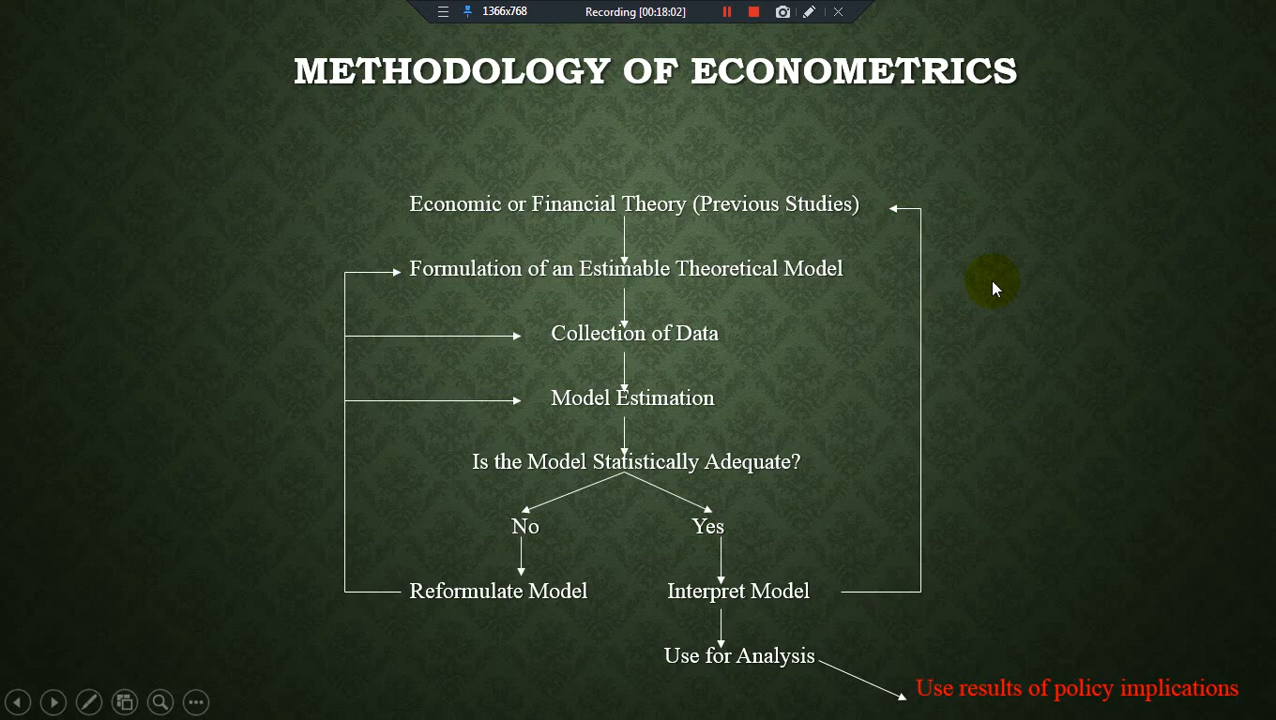 1366x768
Recording [00:18:02]
METHODOLOGY OF ECONOMETRICS
Economic or Financial Theory (Previous Studies)
Formulation of an Estimable Theoretical Model
Collection of Data
Model Estimation
Is the Model Statistically Adequate?
No
Yes
Reformulate Model
Interpret Model
Use for Analysis
Use results of policy implications